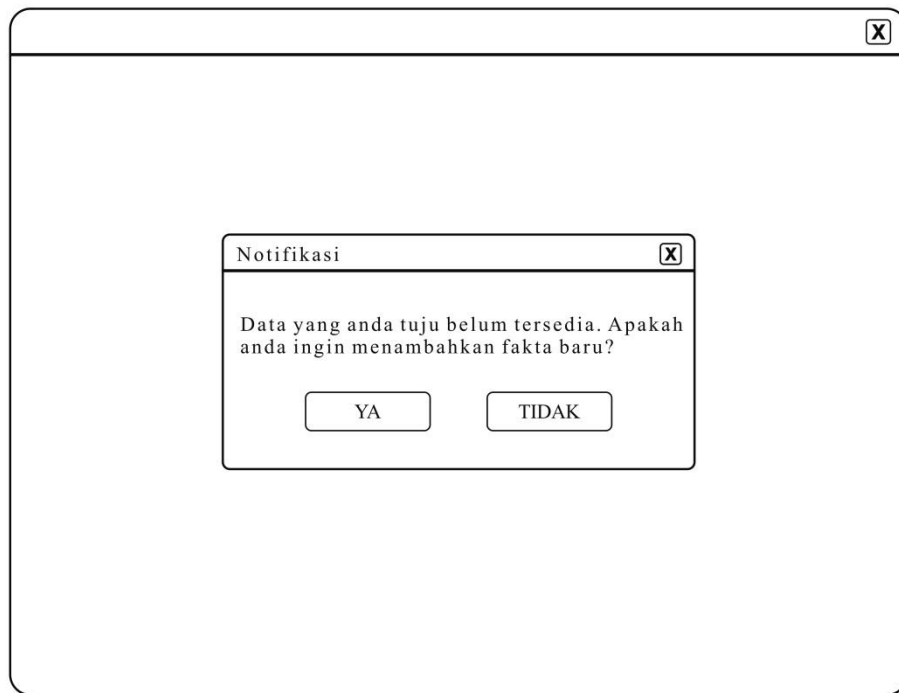 X
Notifikasi
X
Data yang anda tuju belum tersedia. Apakah
anda ingin menambahkan fakta baru?
YA
TIDAK